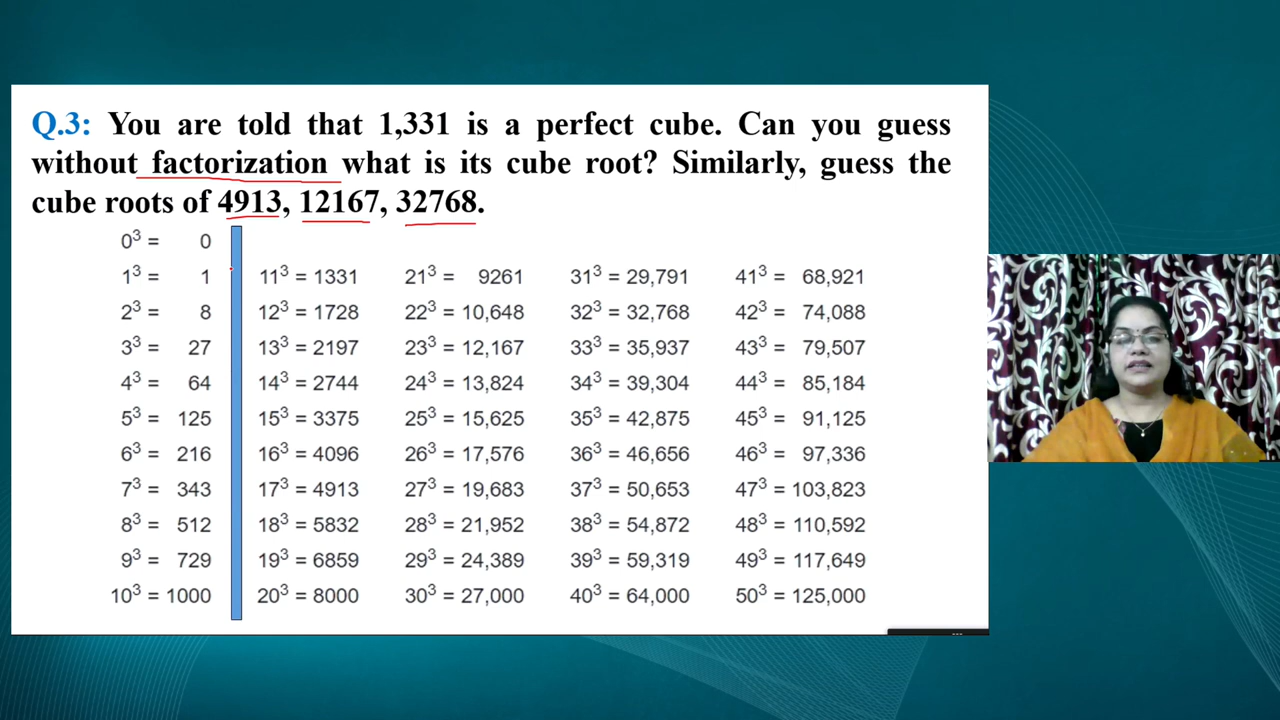 Q.3: You are told that 1,331 is a perfect cube. Can you guess
without factorization what is its cube root? Similarly, guess the
cube roots of 4913, 12167, 32768.
0³ = 0
1³ = 1 11³ = 1331 21³ = 9261 31³ = 29,791 41³ = 68,921
2³ = 8 12³ = 1728 22³ = 10,648 32³ = 32,768 42³ = 74,088
3³ = 27 13³ = 2197 23³ = 12,167 33³ = 35,937 43³ = 79,507
4³ = 64 14³ = 2744 24³ = 13,824 34³ = 39,304 44³ = 85,184
5³ = 125 15³ = 3375 25³ = 15,625 35³ = 42,875 45³ = 91,125
6³ = 216 16³ = 4096 26³ = 17,576 36³ = 46,656 46³ = 97,336
7³ = 343 17³ = 4913 27³ = 19,683 37³ = 50,653 47³ = 103,823
8³ = 512 18³ = 5832 28³ = 21,952 38³ = 54,872 48³ = 110,592
9³ = 729 19³ = 6859 29³ = 24,389 39³ = 59,319 49³ = 117,649
10³ = 1000 20³ = 8000 30³ = 27,000 40³ = 64,000 50³ = 125,000